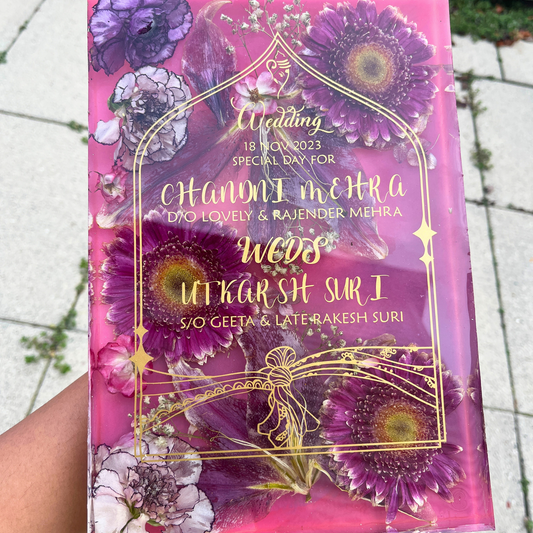 Wedding
18 NOV 2023
SPECIAL DAY FOR
CHANDNI MEHRA
D/O LOVELY & RAJENDER MEHRA
WEDS
UTKARSH SURI
S/O GEETA & LATE RAKESH SURI